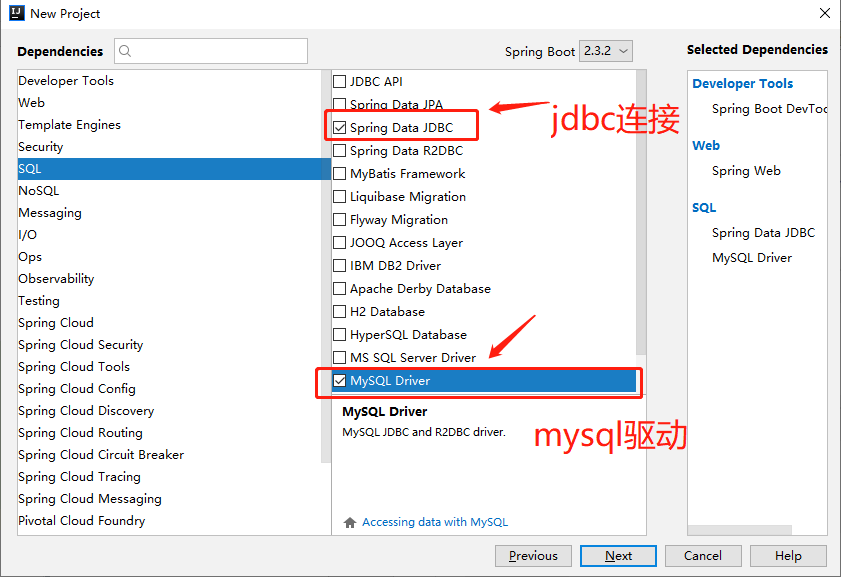 New Project
Dependencies
Spring Boot 2.3.2
Selected Dependencies
Developer Tools
Web
Template Engines
Security
SQL
NoSQL
Messaging
I/O
Ops
Observability
Testing
Spring Cloud
Spring Cloud Security
Spring Cloud Tools
Spring Cloud Config
Spring Cloud Discovery
Spring Cloud Routing
Spring Cloud Circuit Breaker
Spring Cloud Tracing
Spring Cloud Messaging
Pivotal Cloud Foundry
JDBC API
Spring Data JPA
Spring Data JDBC
Spring Data R2DBC
MyBatis Framework
Liquibase Migration
Flyway Migration
JOOQ Access Layer
IBM DB2 Driver
Apache Derby Database
H2 Database
HyperSQL Database
MS SQL Server Driver
MySQL Driver
jdbc连接
mysql驱动
MySQL Driver
MySQL JDBC and R2DBC driver.
Accessing data with MySQL
Developer Tools
Spring Boot DevToo
Web
Spring Web
SQL
Spring Data JDBC
MySQL Driver
Previous
Next
Cancel
Help